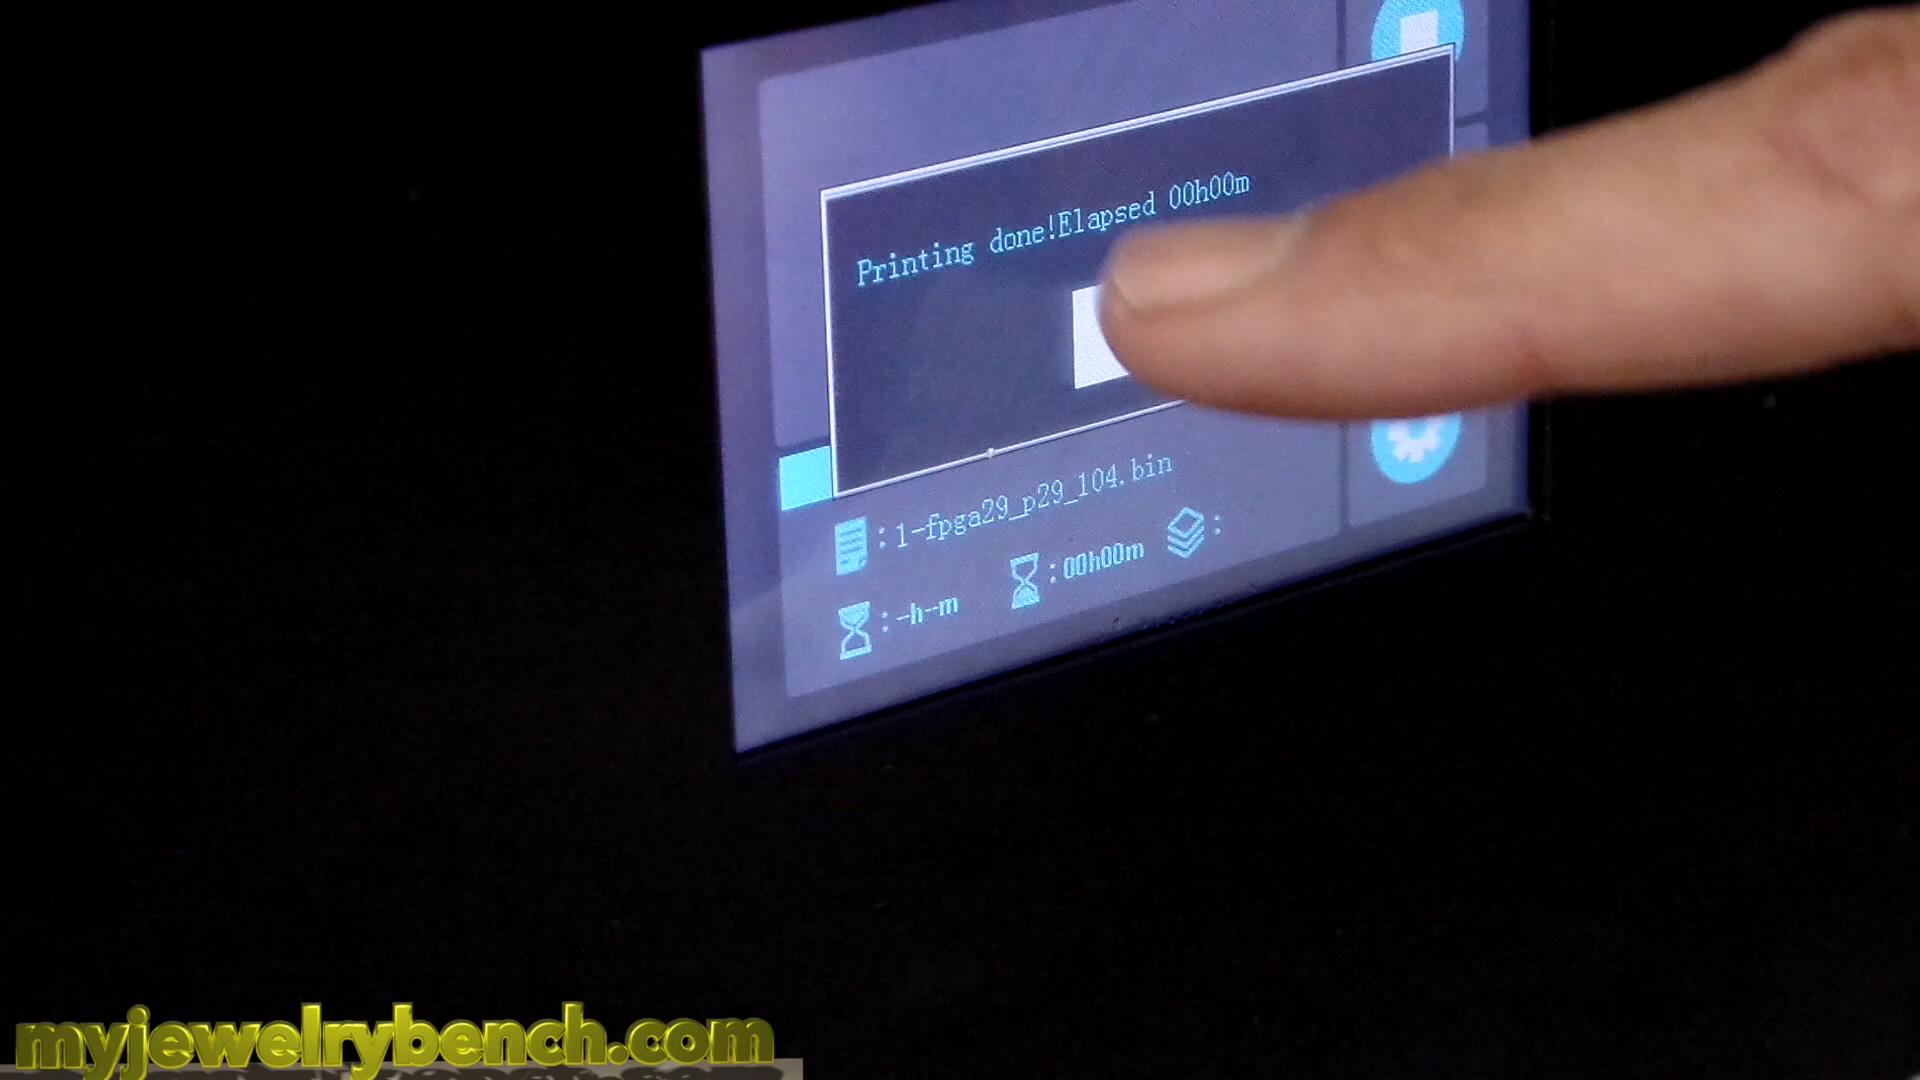 Printing done!Elapsed 00h00m
:1-fpga29_p29_104.bin
:-h--m :00h00m :
myjewelrybench.com